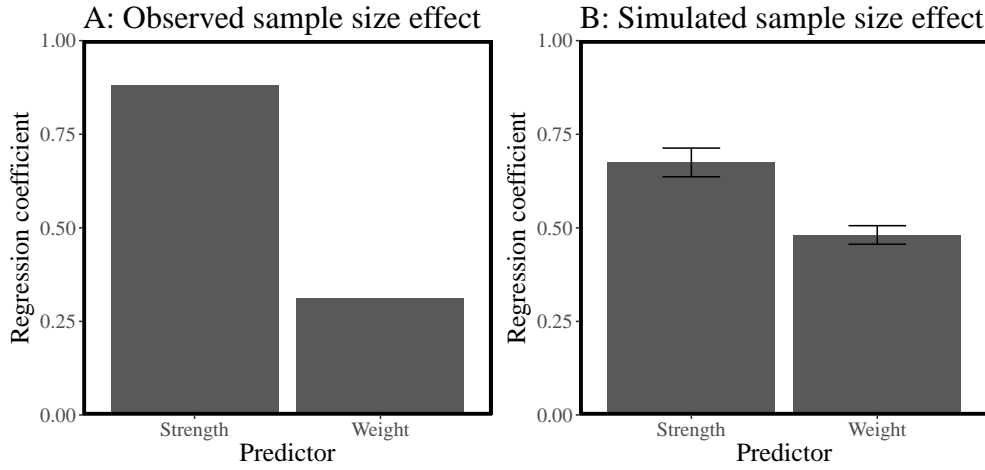 A: Observed sample size effect
1.00
0.75
0.50
0.25
0.00
Regression coefficient
Strength
Weight
Predictor
B: Simulated sample size effect
1.00
0.75
0.50
0.25
0.00
Regression coefficient
Strength
Weight
Predictor